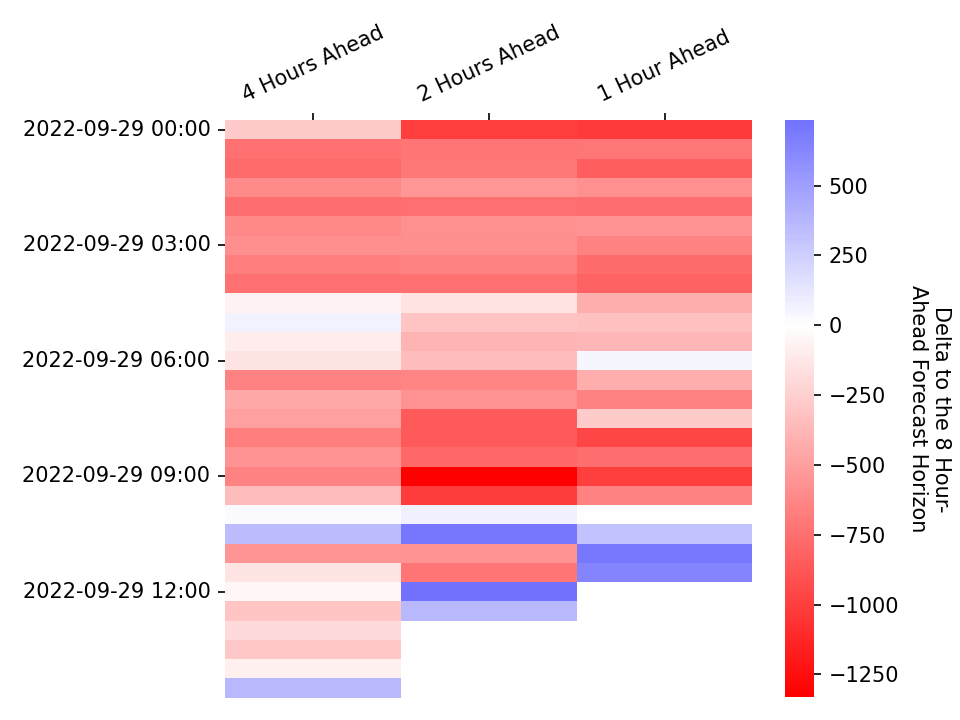 4 Hours Ahead
2 Hours Ahead
1 Hour Ahead
2022-09-29 00:00
2022-09-29 03:00
2022-09-29 06:00
2022-09-29 09:00
2022-09-29 12:00
500
250
0
−250
−500
−750
−1000
−1250
Delta to the 8 Hour-
Ahead Forecast Horizon